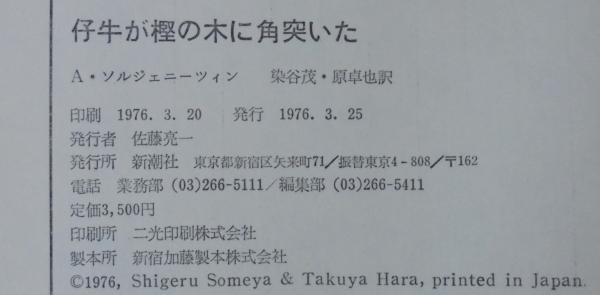 仔牛が樫の木に角突いた
A・ソルジェニーツィン　染谷茂・原卓也訳
印刷　1976. 3. 20　発行　1976. 3. 25
発行者　佐藤亮一
発行所　新潮社　東京都新宿区矢来町71／振替東京4－808／〒162
電話　業務部 (03)266-5111／編集部 (03)266-5411
定価3,500円
印刷所　二光印刷株式会社
製本所　新宿加藤製本株式会社
©1976, Shigeru Someya & Takuya Hara, printed in Japan.